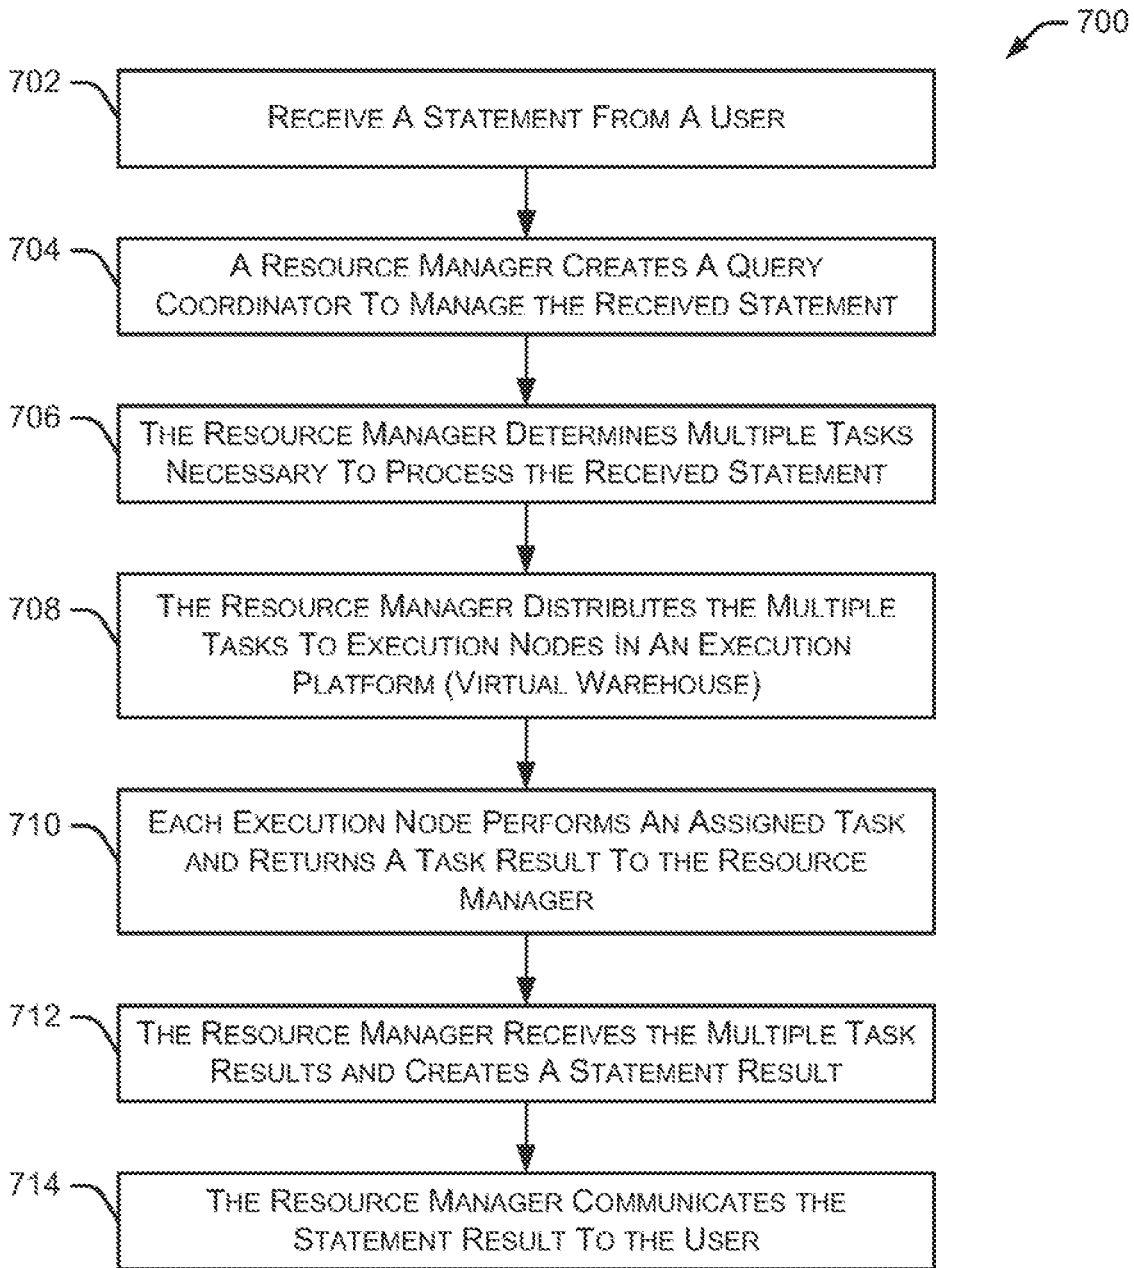 700
702
RECEIVE A STATEMENT FROM A USER
704
A RESOURCE MANAGER CREATES A QUERY
COORDINATOR TO MANAGE THE RECEIVED STATEMENT
706
THE RESOURCE MANAGER DETERMINES MULTIPLE TASKS
NECESSARY TO PROCESS THE RECEIVED STATEMENT
708
THE RESOURCE MANAGER DISTRIBUTES THE MULTIPLE
TASKS TO EXECUTION NODES IN AN EXECUTION
PLATFORM (VIRTUAL WAREHOUSE)
710
EACH EXECUTION NODE PERFORMS AN ASSIGNED TASK
AND RETURNS A TASK RESULT TO THE RESOURCE
MANAGER
712
THE RESOURCE MANAGER RECEIVES THE MULTIPLE TASK
RESULTS AND CREATES A STATEMENT RESULT
714
THE RESOURCE MANAGER COMMUNICATES THE
STATEMENT RESULT TO THE USER